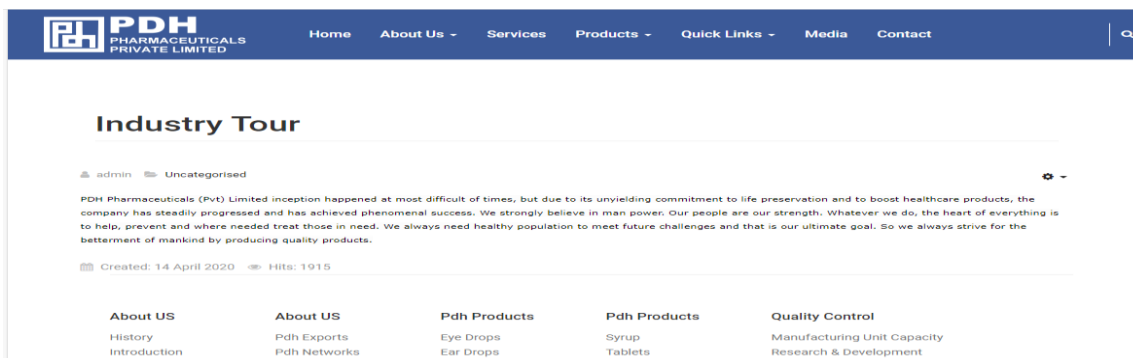 PDH
PHARMACEUTICALS
PRIVATE LIMITED
Home About Us Services Products Quick Links Media Contact
Industry Tour
admin Uncategorised
PDH Pharmaceuticals (Pvt) Limited inception happened at most difficult of times, but due to its unyielding commitment to life preservation and to boost healthcare products, the
company has steadily progressed and has achieved phenomenal success. We strongly believe in man power. Our people are our strength. Whatever we do, the heart of everything is
to help, prevent and where needed treat those in need. We always need healthy population to meet future challenges and that is our ultimate goal. So we always strive for the
betterment of mankind by producing quality products.
Created: 14 April 2020 Hits: 1915
About US About US Pdh Products Pdh Products Quality Control
History Pdh Exports Eye Drops Syrup Manufacturing Unit Capacity
Introduction Pdh Networks Ear Drops Tablets Research & Development